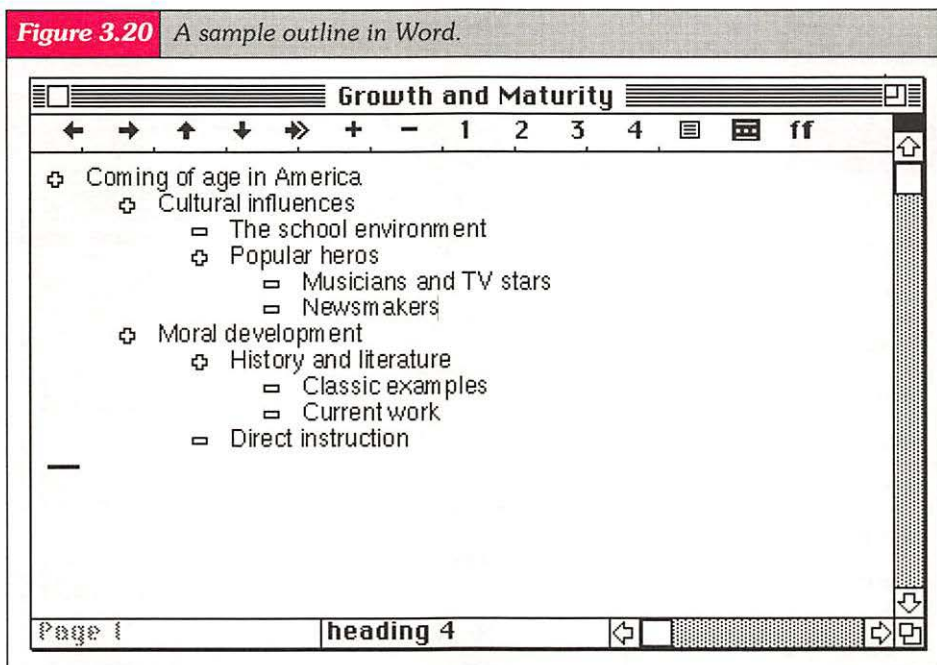 Figure 3.20 A sample outline in Word.
Growth and Maturity
+ − 1 2 3 4 ff
Coming of age in America
Cultural influences
The school environment
Popular heros
Musicians and TV stars
Newsmakers
Moral development
History and literature
Classic examples
Current work
Direct instruction
Page 1 heading 4